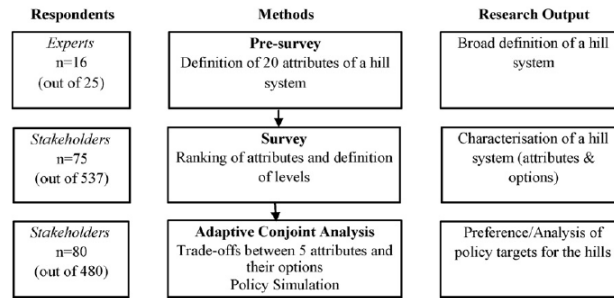 Respondents
Methods
Research Output
Experts
n=16
(out of 25)
Pre-survey
Definition of 20 attributes of a hill
system
Broad definition of a hill
system
Stakeholders
n=75
(out of 537)
Survey
Ranking of attributes and definition
of levels
Characterisation of a hill
system (attributes &
options)
Stakeholders
n=80
(out of 480)
Adaptive Conjoint Analysis
Trade-offs between 5 attributes and
their options
Policy Simulation
Preference/Analysis of
policy targets for the hills